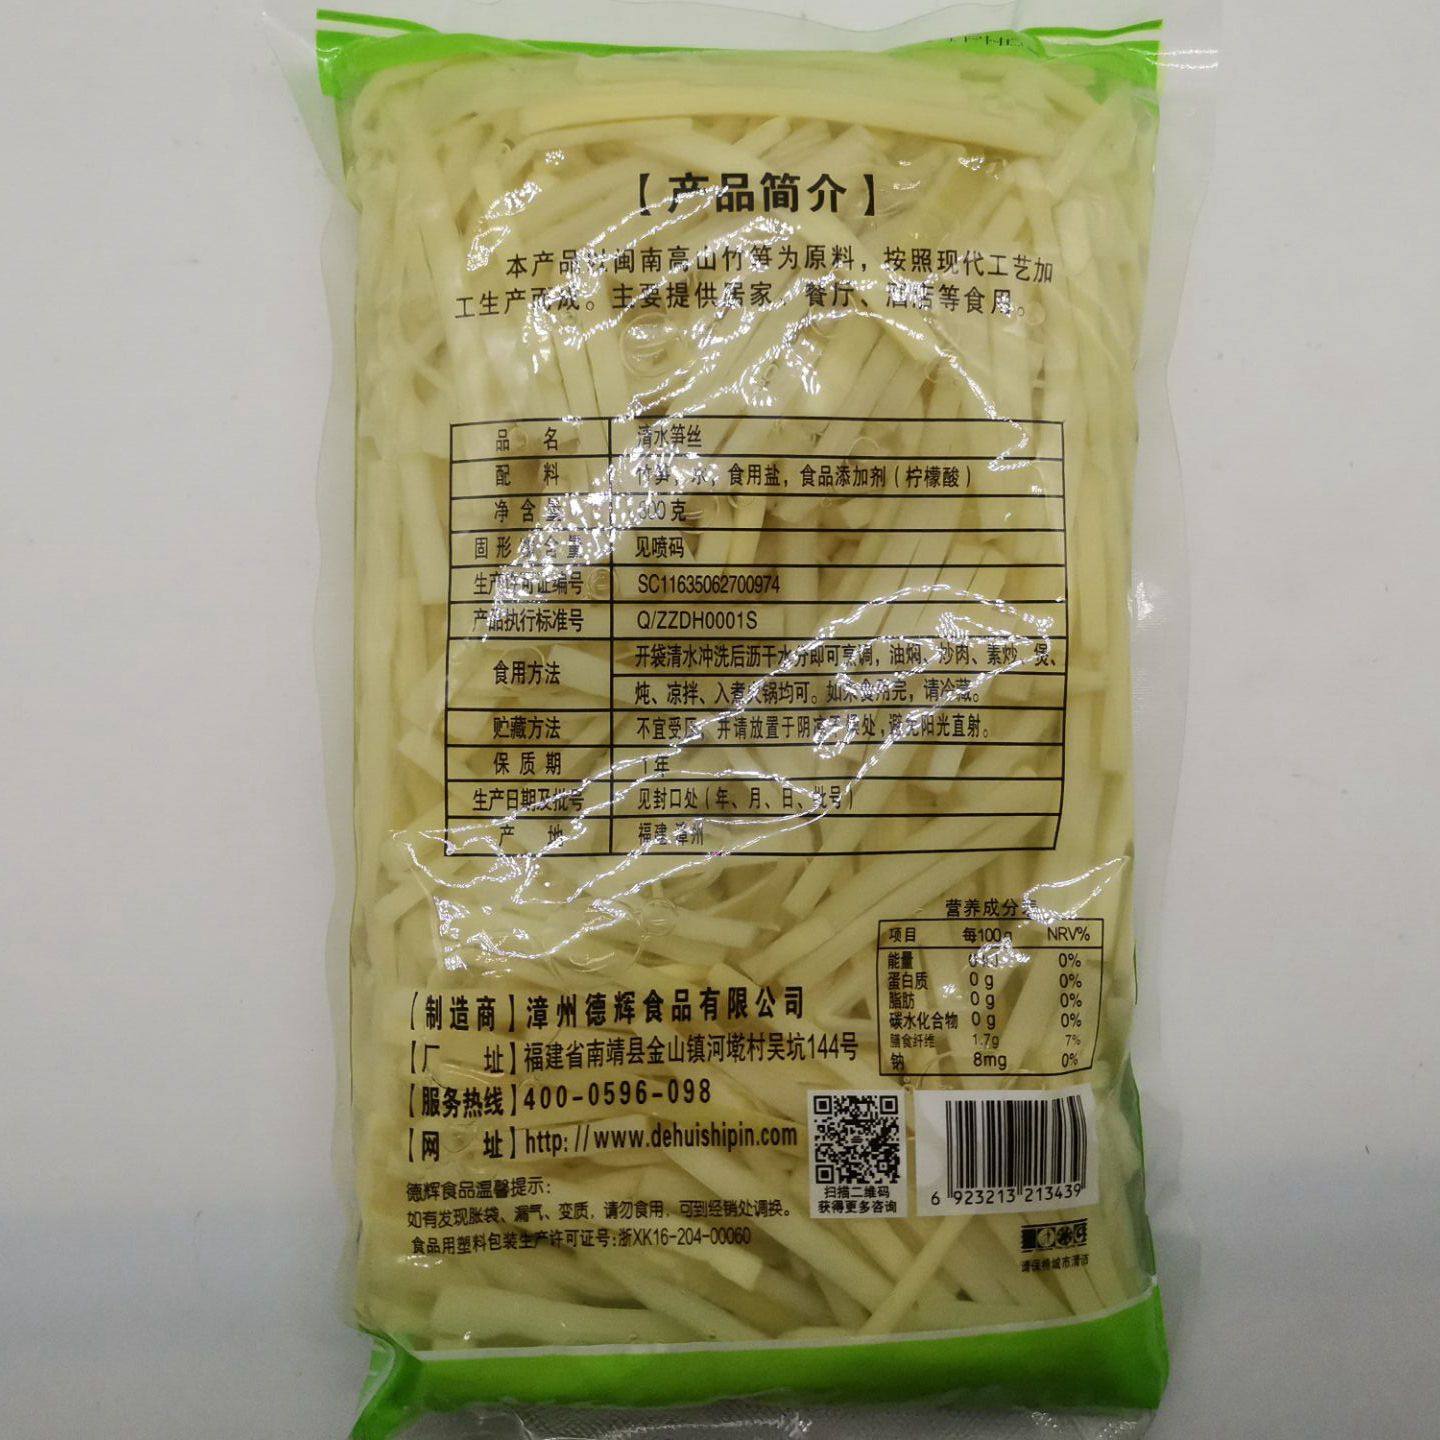 【产品简介】
本产品以闽南高山竹笋为原料，按照现代工艺加
工生产而成。主要提供居家、餐厅、酒店等食用。
品 名 清水笋丝
配 料 竹笋，水，食用盐，食品添加剂（柠檬酸）
净含量 300克
固形物含量 见喷码
生产许可证编号 SC11635062700974
产品执行标准号 Q/ZZDH0001S
食用方法 开袋清水冲洗后沥干水分即可烹调，油焖、炒肉、素炒、煲、
炖、凉拌、入煮火锅均可。如未食用完，请冷藏。
贮藏方法 不宜受压，并请放置于阴凉干燥处，避免阳光直射。
保质期 1年
生产日期及批号 见封口处（年、月、日、批号）
产 地 福建 漳州
营养成分表
项目 每100g NRV%
能量 0 kJ 0%
蛋白质 0 g 0%
脂肪 0 g 0%
碳水化合物 0 g 0%
膳食纤维 1.7g 7%
钠 8mg 0%
【制造商】漳州德辉食品有限公司
【厂 址】福建省南靖县金山镇河墘村吴坑144号
【服务热线】400-0596-098
【网 址】http://www.dehuishipin.com
德辉食品温馨提示：
如有发现胀袋、漏气、变质，请勿食用，可到经销处调换。
食品用塑料包装生产许可证号：浙XK16-204-00060
扫描二维码
获得更多咨询
6 923213 213439
请保持城市清洁